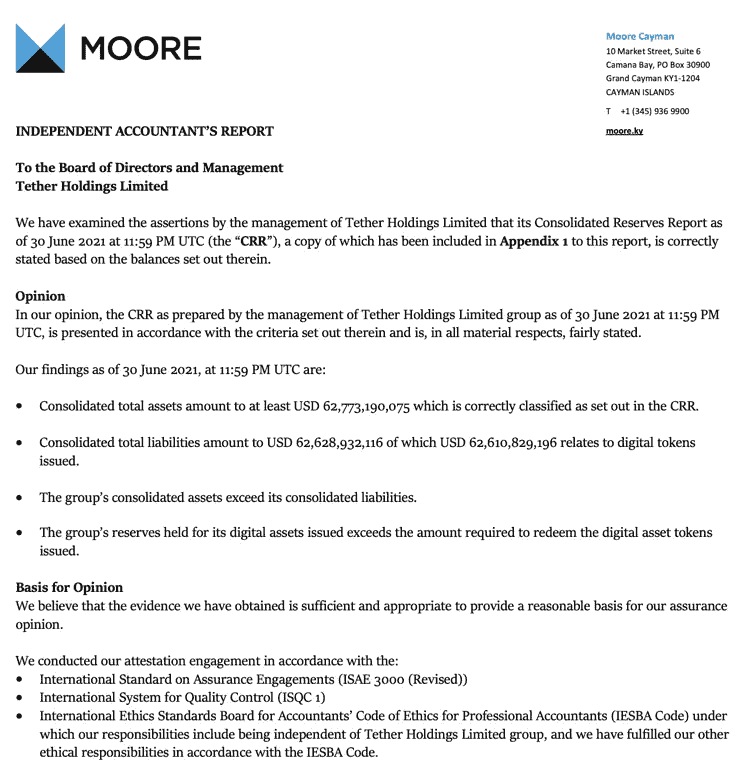 MOORE
Moore Cayman
10 Market Street, Suite 6
Camana Bay, PO Box 30900
Grand Cayman KY1-1204
CAYMAN ISLANDS
T +1 (345) 936 9900
moore.ky
INDEPENDENT ACCOUNTANT'S REPORT
To the Board of Directors and Management
Tether Holdings Limited
We have examined the assertions by the management of Tether Holdings Limited that its Consolidated Reserves Report as
of 30 June 2021 at 11:59 PM UTC (the “CRR”), a copy of which has been included in Appendix 1 to this report, is correctly
stated based on the balances set out therein.
Opinion
In our opinion, the CRR as prepared by the management of Tether Holdings Limited group as of 30 June 2021 at 11:59 PM
UTC, is presented in accordance with the criteria set out therein and is, in all material respects, fairly stated.
Our findings as of 30 June 2021, at 11:59 PM UTC are:
• Consolidated total assets amount to at least USD 62,773,190,075 which is correctly classified as set out in the CRR.
• Consolidated total liabilities amount to USD 62,628,932,116 of which USD 62,610,829,196 relates to digital tokens
issued.
• The group's consolidated assets exceed its consolidated liabilities.
• The group's reserves held for its digital assets issued exceeds the amount required to redeem the digital asset tokens
issued.
Basis for Opinion
We believe that the evidence we have obtained is sufficient and appropriate to provide a reasonable basis for our assurance
opinion.
We conducted our attestation engagement in accordance with the:
• International Standard on Assurance Engagements (ISAE 3000 (Revised))
• International System for Quality Control (ISQC 1)
• International Ethics Standards Board for Accountants' Code of Ethics for Professional Accountants (IESBA Code) under
which our responsibilities include being independent of Tether Holdings Limited group, and we have fulfilled our other
ethical responsibilities in accordance with the IESBA Code.